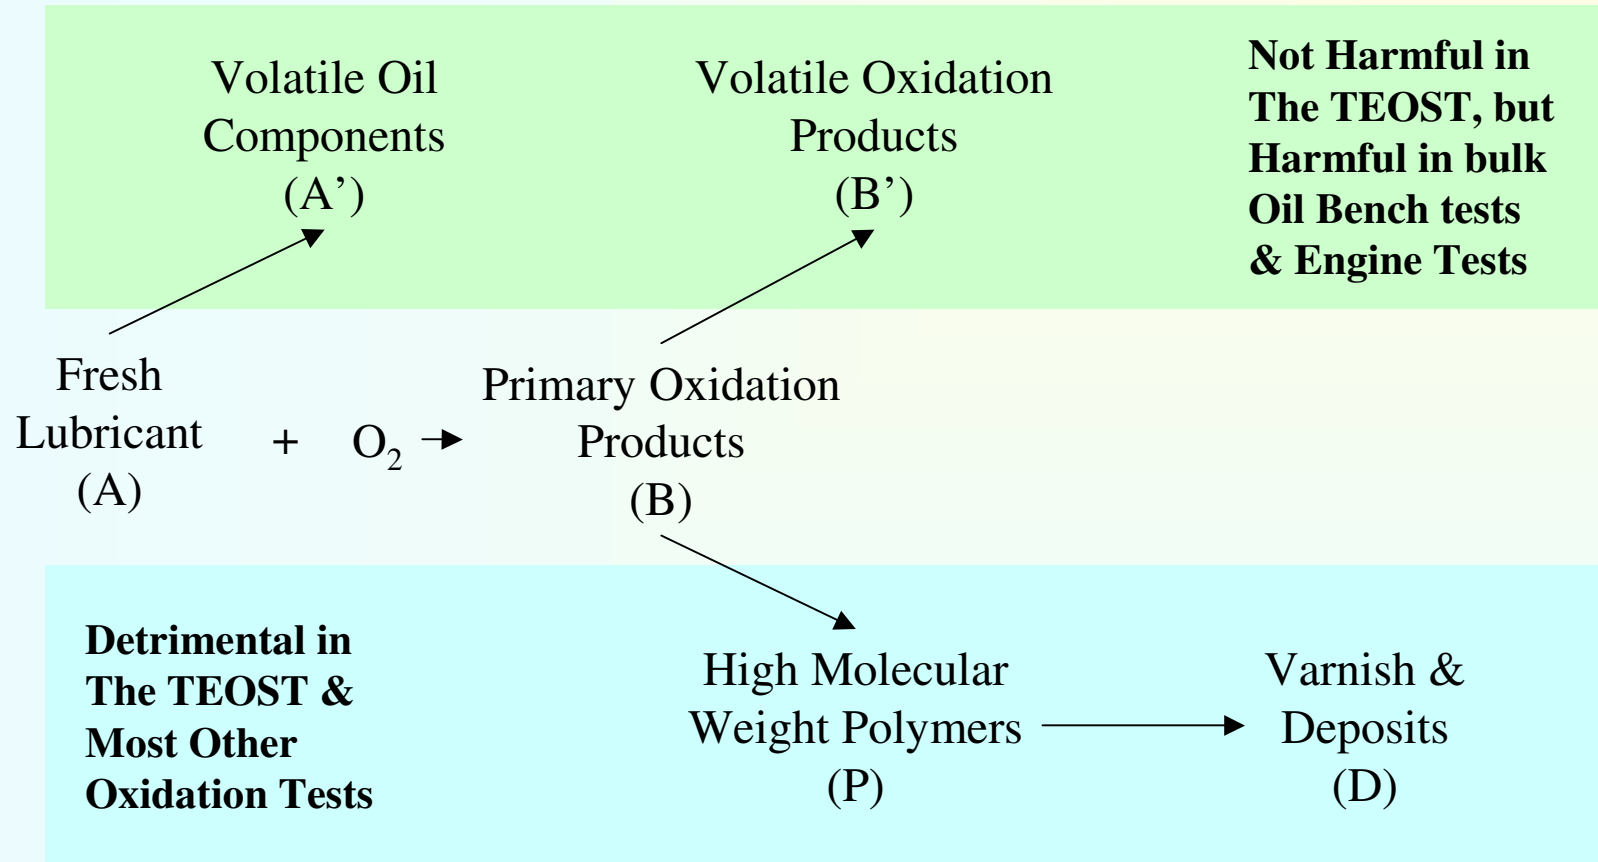 Volatile Oil
Components
(A’)
Volatile Oxidation
Products
(B’)
Not Harmful in
The TEOST, but
Harmful in bulk
Oil Bench tests
& Engine Tests
Fresh
Lubricant
(A)
+ O₂
Primary Oxidation
Products
(B)
Detrimental in
The TEOST &
Most Other
Oxidation Tests
High Molecular
Weight Polymers
(P)
Varnish &
Deposits
(D)